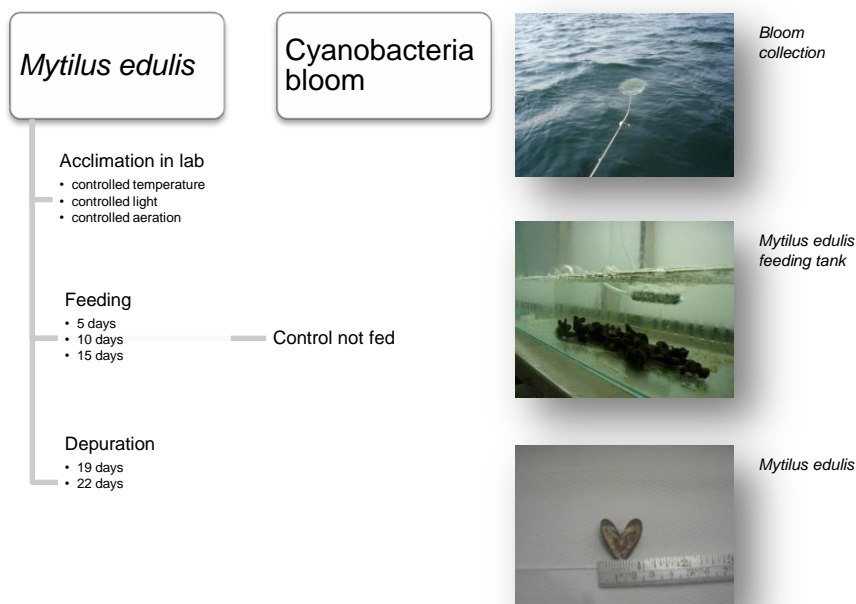 Mytilus edulis
Cyanobacteria
bloom
Acclimation in lab
• controlled temperature
• controlled light
• controlled aeration
Feeding
• 5 days
• 10 days
• 15 days
Control not fed
Depuration
• 19 days
• 22 days
Bloom
collection
Mytilus edulis
feeding tank
Mytilus edulis